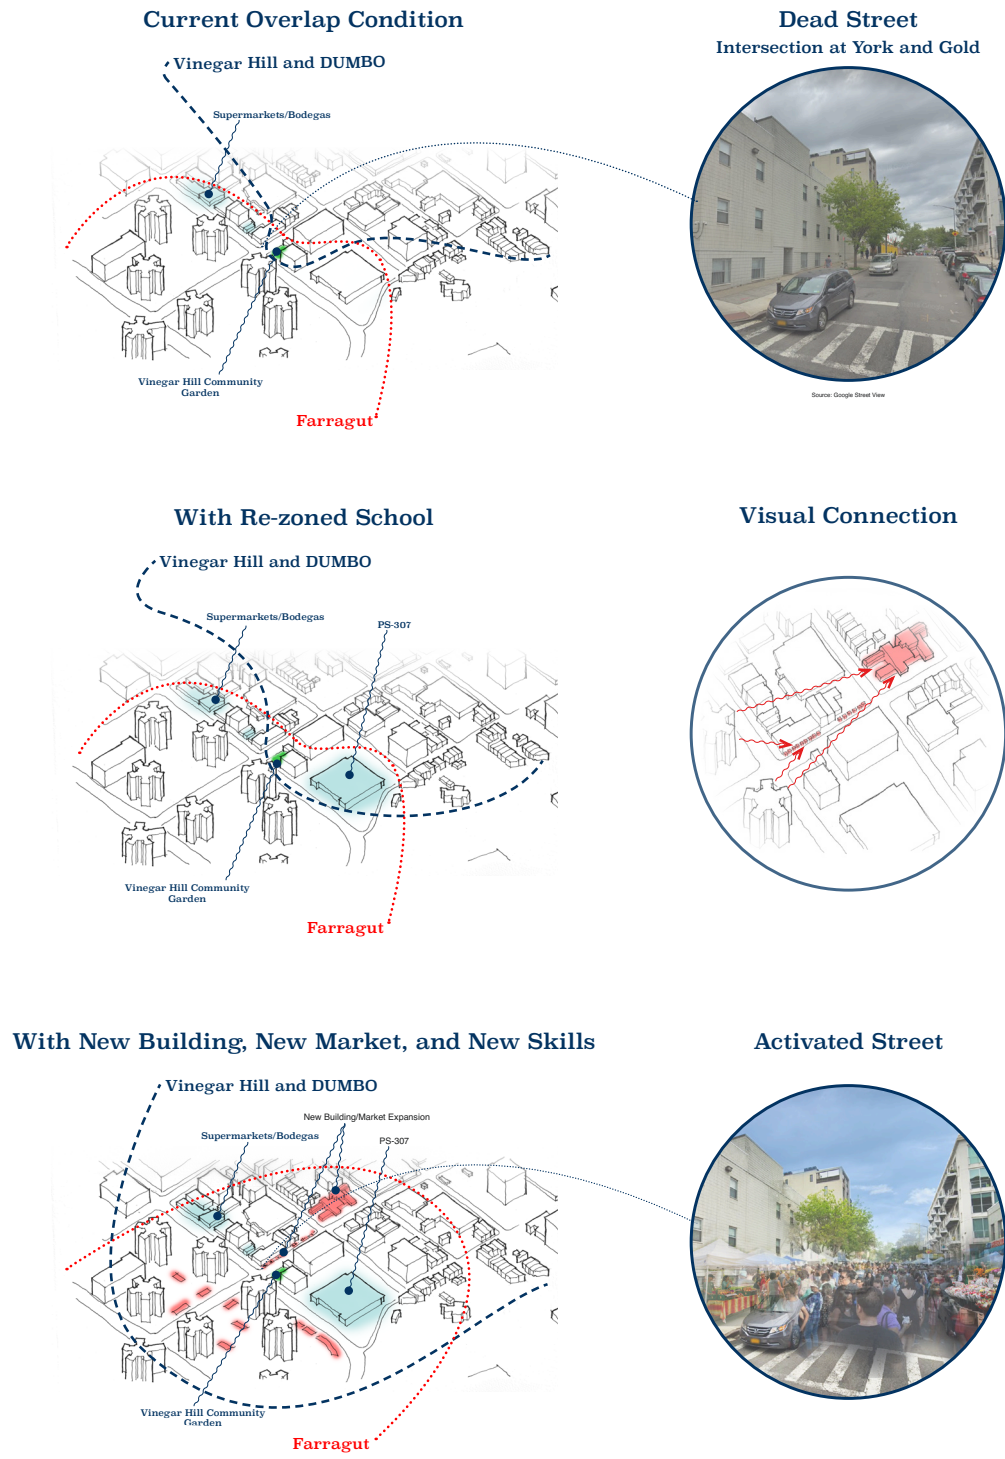 Current Overlap Condition
Dead Street
Intersection at York and Gold
Vinegar Hill and DUMBO
Supermarkets/Bodegas
Vinegar Hill Community
Garden
Farragut
Source: Google Street View
With Re-zoned School
Visual Connection
Vinegar Hill and DUMBO
Supermarkets/Bodegas
PS-307
Vinegar Hill Community
Garden
Farragut
With New Building, New Market, and New Skills
Activated Street
Vinegar Hill and DUMBO
New Building/Market Expansion
Supermarkets/Bodegas
PS-307
Vinegar Hill Community
Garden
Farragut